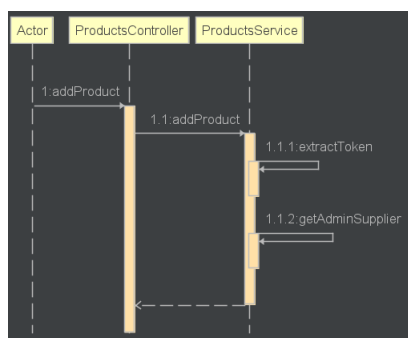 Actor
ProductsController
ProductsService
1:addProduct
1.1:addProduct
1.1.1:extractToken
1.1.2:getAdminSupplier